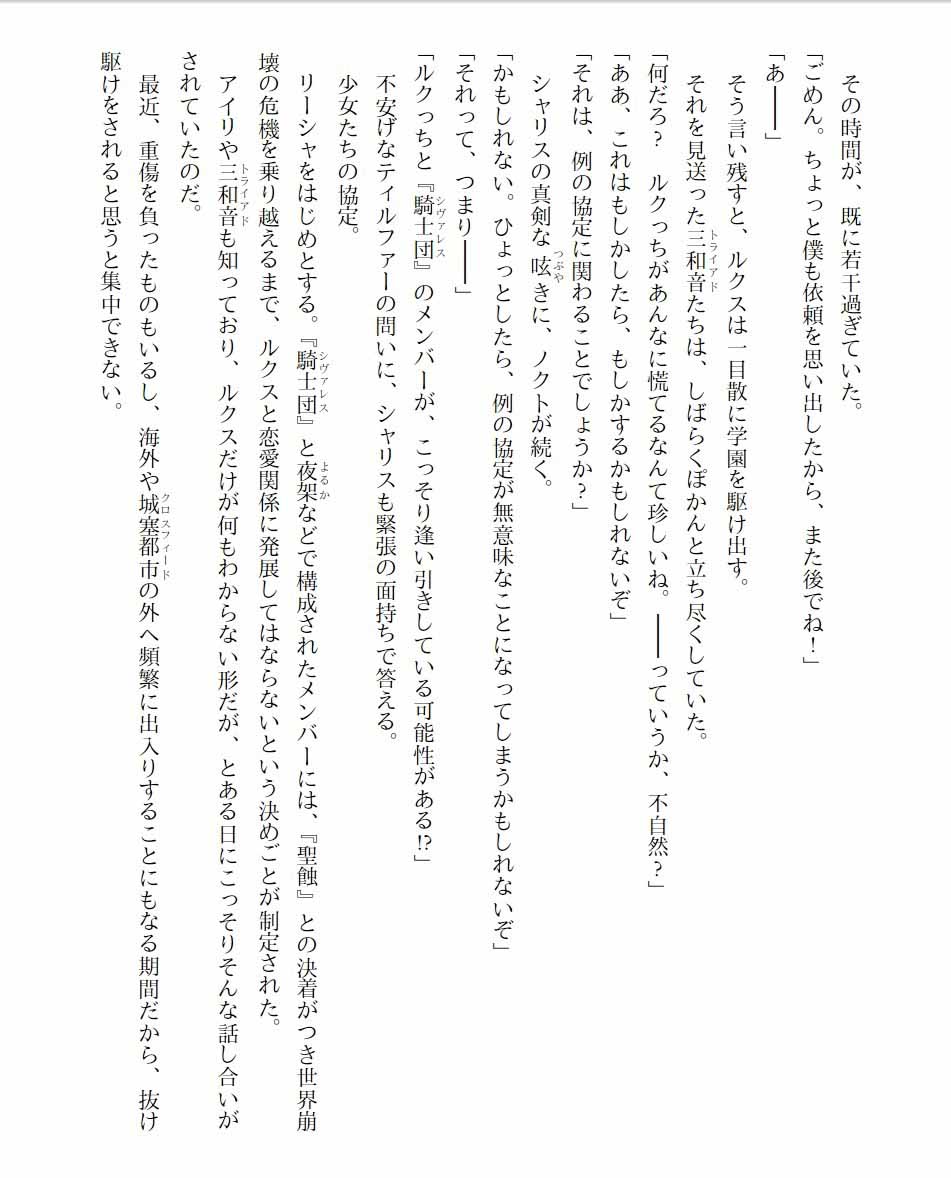 その時間が、既に若干過ぎていた。
「ごめん。ちょっと僕も依頼を思い出したから、また後でね！」
「あ――」
そう言い残すと、ルクスは一目散に学園を駆け出す。
それを見送った三和音たちは、しばらくぽかんと立ち尽くしていた。
トライアド
「何だろ？　ルクっちがあんなに慌てるなんて珍しいね。――っていうか、不自然？」
「ああ、これはもしかしたら、もしかするかもしれないぞ」
「それは、例の協定に関わることでしょうか？」
シャリスの真剣な呟きに、ノクトが続く。
つぶや
「かもしれない。ひょっとしたら、例の協定が無意味なことになってしまうかもしれないぞ」
「それって、つまり――」
「ルクっちと『騎士団』のメンバーが、こっそり逢い引きしている可能性がある!?」
シヴァレス
不安げなティルファーの問いに、シャリスも緊張の面持ちで答える。
少女たちの協定。
リーシャをはじめとする。『騎士団』と夜架などで構成されたメンバーには、『聖蝕』との決着がつき世界崩
シヴァレス
よるか
壊の危機を乗り越えるまで、ルクスと恋愛関係に発展してはならないという決めごとが制定された。
アイリや三和音も知っており、ルクスだけが何もわからない形だが、とある日にこっそりそんな話し合いが
トライアド
されていたのだ。
最近、重傷を負ったものもいるし、海外や城塞都市の外へ頻繁に出入りすることにもなる期間だから、抜け
クロスフィード
駆けをされると思うと集中できない。